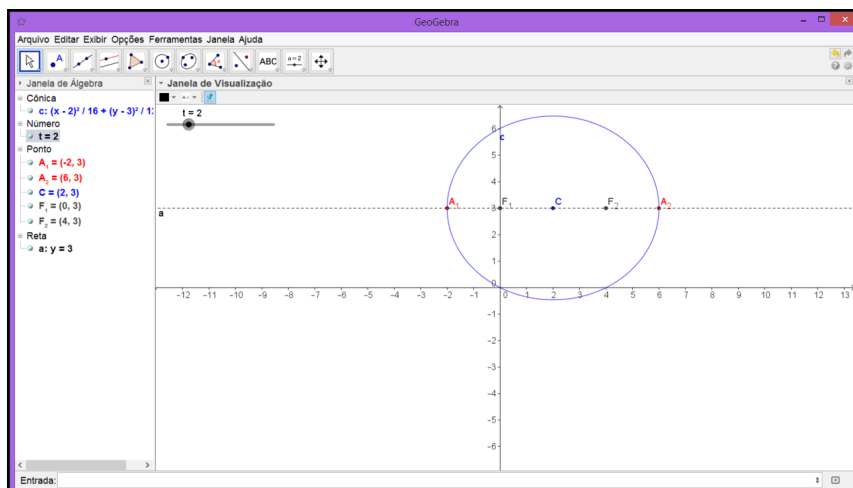 GeoGebra
Arquivo Editar Exibir Opções Ferramentas Janela Ajuda
ABC
a=2
Janela de Álgebra
Janela de Visualização
Cônica
c: (x - 2)² / 16 + (y - 3)² / 1
Número
t = 2
Ponto
A₁ = (-2, 3)
A₂ = (6, 3)
C = (2, 3)
F₁ = (0, 3)
F₂ = (4, 3)
Reta
a: y = 3
t = 2
6
c
5
4
A₁ 3 F₁ C F₂ A₂
a
2
1
0
-12 -11 -10 -9 -8 -7 -6 -5 -4 -3 -2 -1 0 1 2 3 4 5 6 7 8 9 10 11 12 13
-1
-2
-3
-4
-5
-6
Entrada: